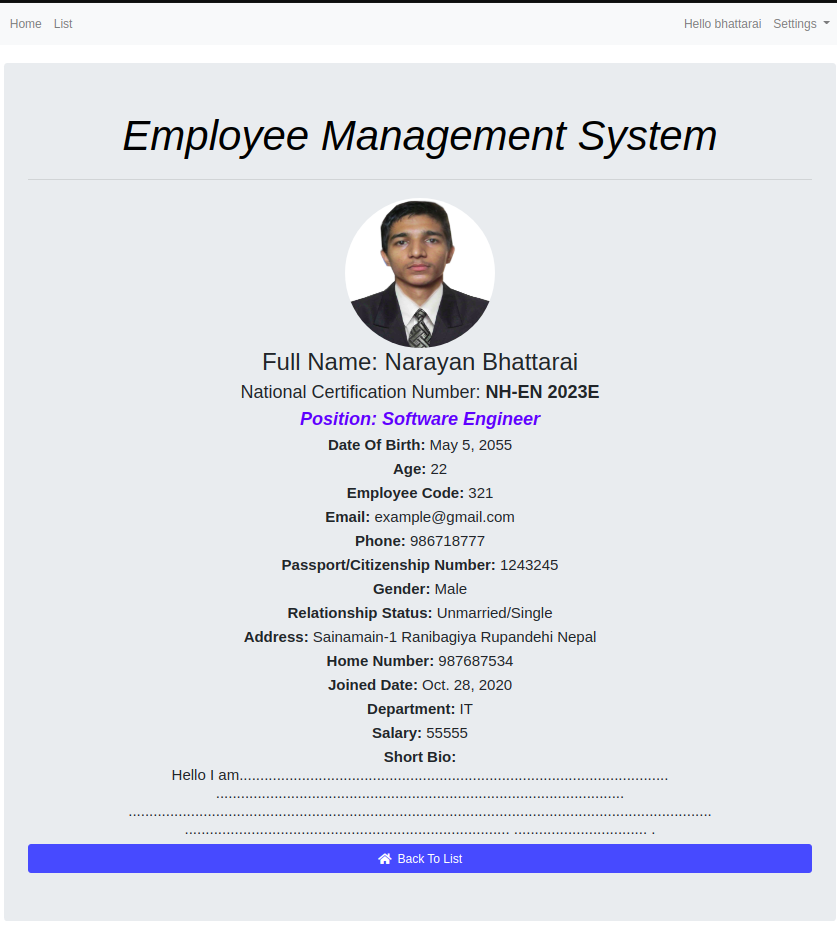 Home List Hello bhattarai Settings
Employee Management System
Full Name: Narayan Bhattarai
National Certification Number: NH-EN 2023E
Position: Software Engineer
Date Of Birth: May 5, 2055
Age: 22
Employee Code: 321
Email: example@gmail.com
Phone: 986718777
Passport/Citizenship Number: 1243245
Gender: Male
Relationship Status: Unmarried/Single
Address: Sainamain-1 Ranibagiya Rupandehi Nepal
Home Number: 987687534
Joined Date: Oct. 28, 2020
Department: IT
Salary: 55555
Short Bio:
Hello I am.......................................................................................................
..................................................................................................
............................................................................................................................................
.............................................................................. ................................ .
Back To List